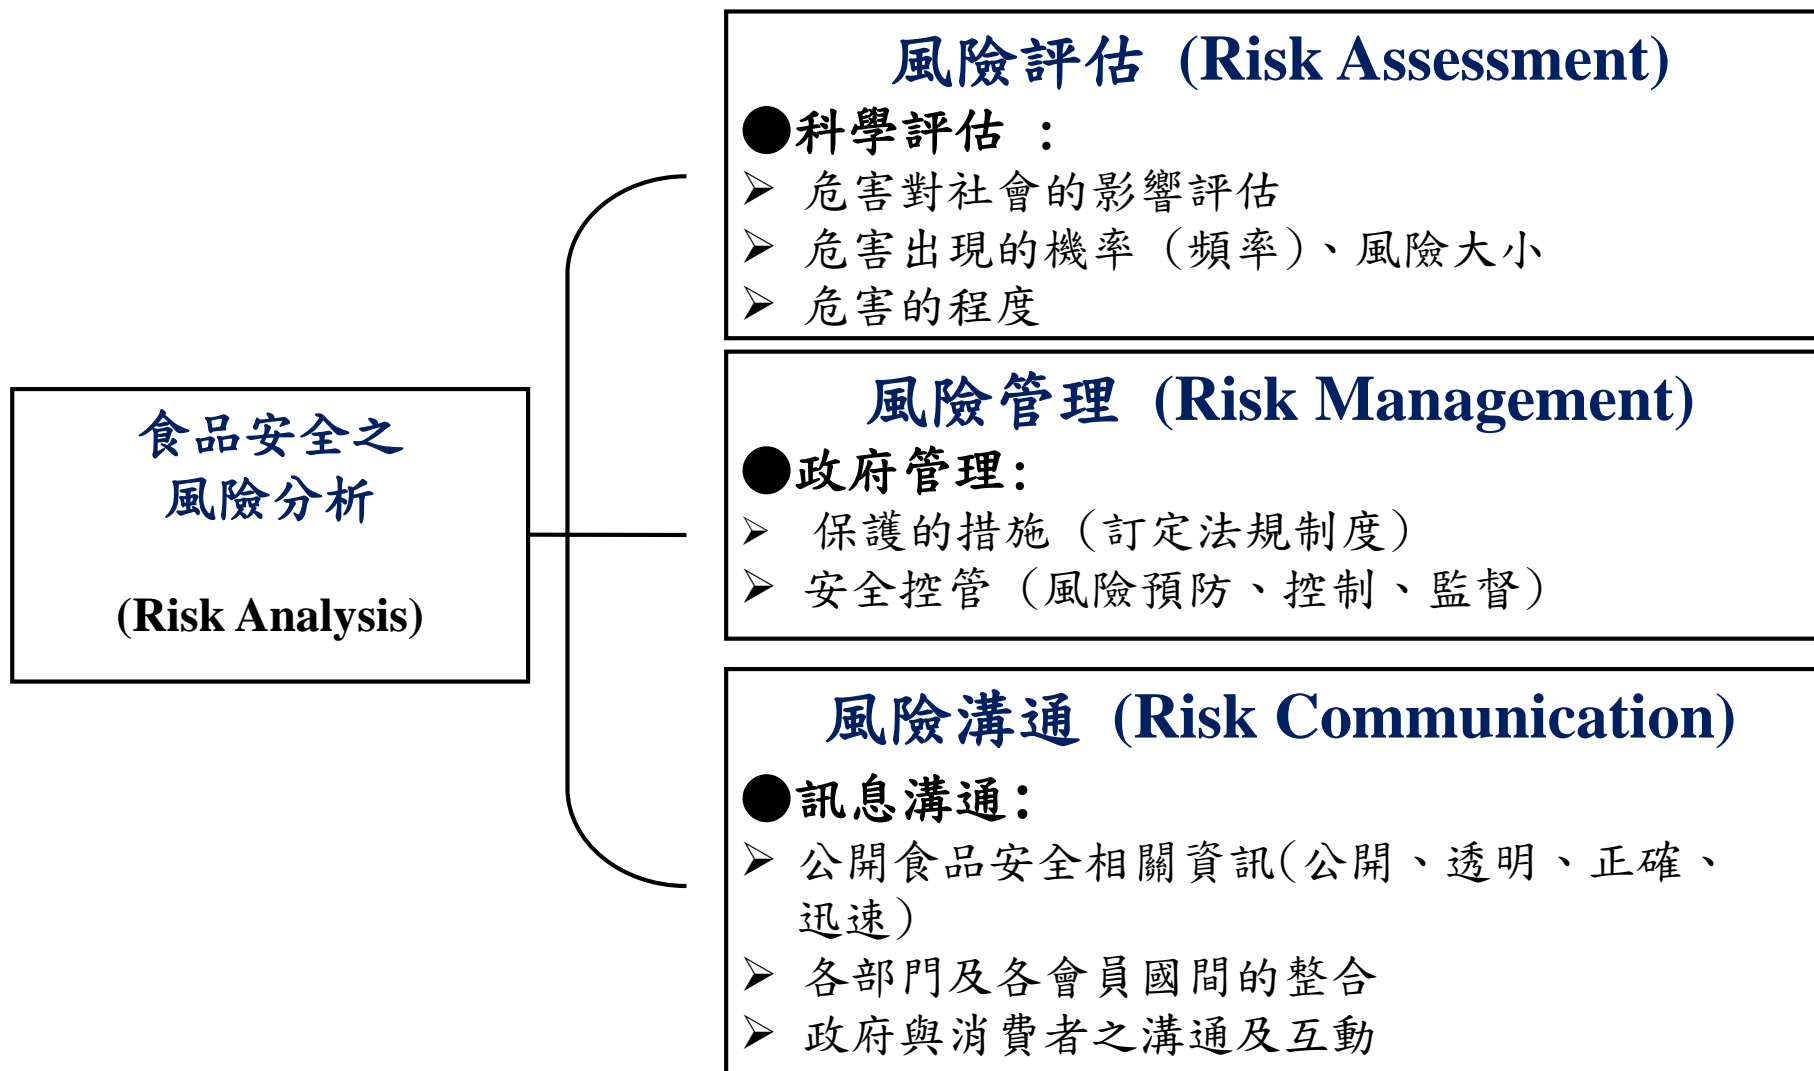 食品安全之
風險分析
(Risk Analysis)
風險評估 (Risk Assessment)
●科學評估 :
➢ 危害對社會的影響評估
➢ 危害出現的機率 (頻率)、風險大小
➢ 危害的程度
風險管理 (Risk Management)
●政府管理:
➢ 保護的措施 (訂定法規制度)
➢ 安全控管 (風險預防、控制、監督)
風險溝通 (Risk Communication)
●訊息溝通:
➢ 公開食品安全相關資訊(公開、透明、正確、
迅速)
➢ 各部門及各會員國間的整合
➢ 政府與消費者之溝通及互動